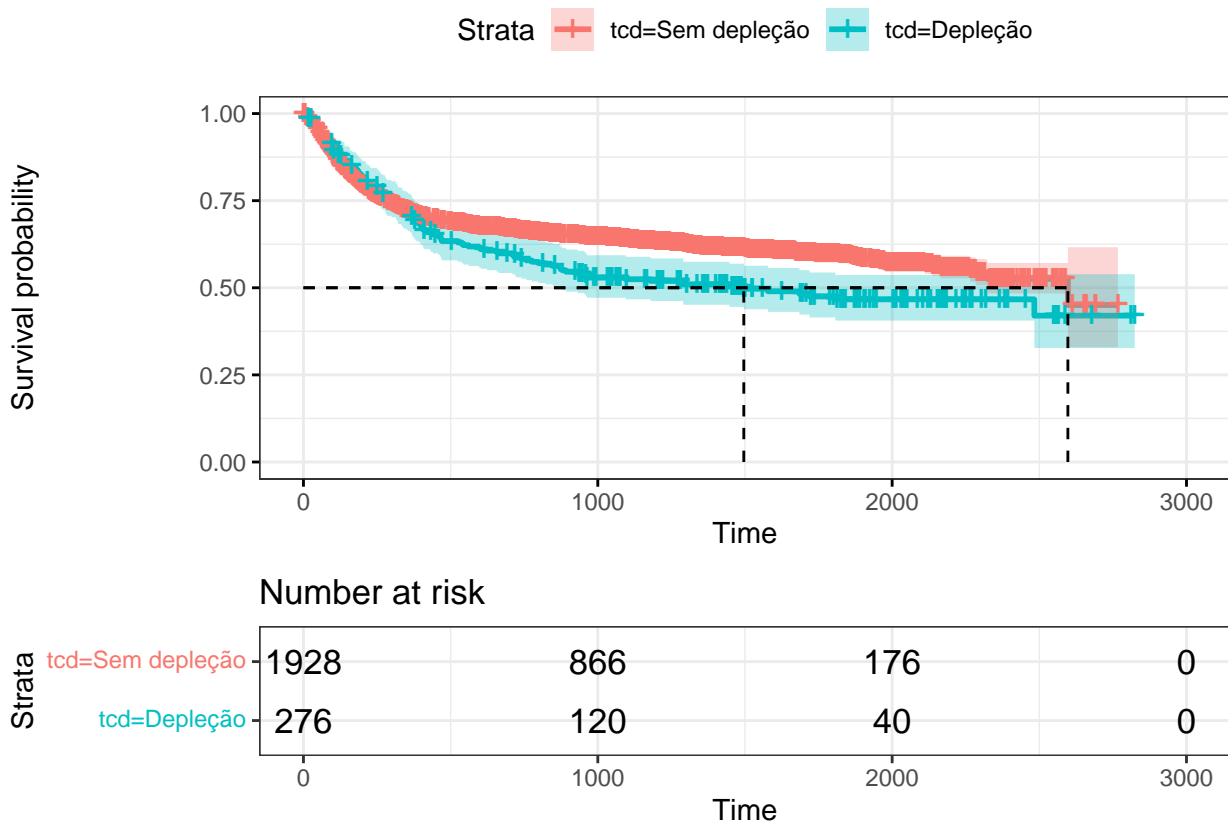 Strata tcd=Sem depleção tcd=Depleção
Survival probability
1.00
0.75
0.50
0.25
0.00
0 1000 2000 3000
Time
Number at risk
Strata
tcd=Sem depleção 1928 866 176 0
tcd=Depleção 276 120 40 0
0 1000 2000 3000
Time